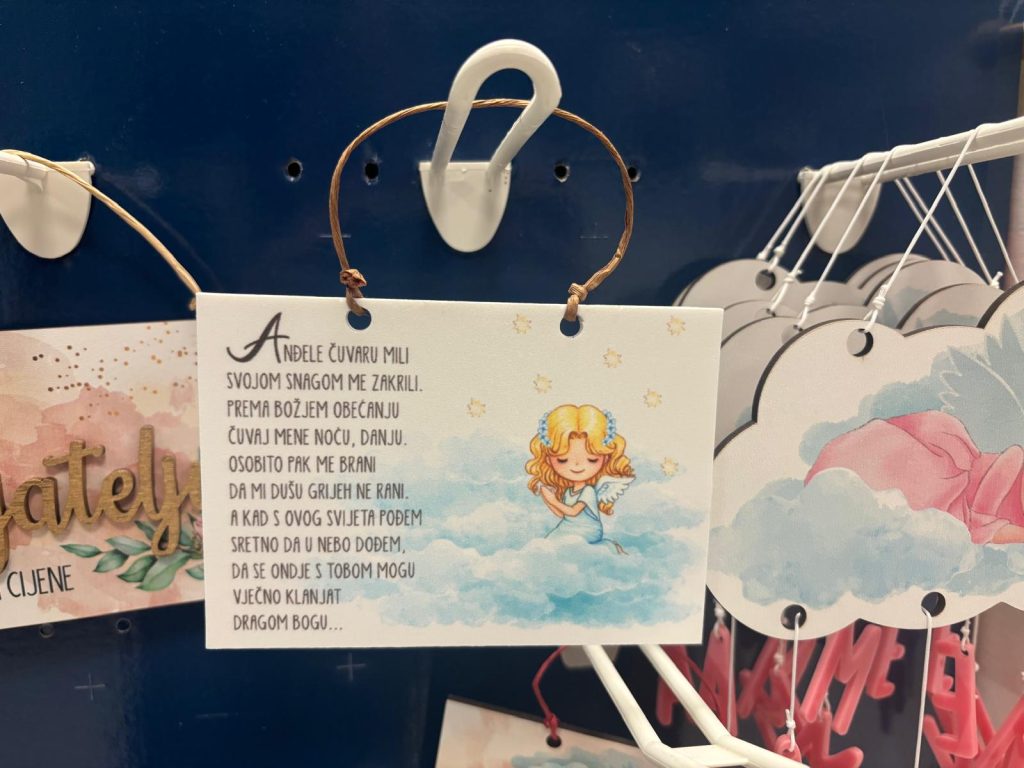 ANĐELE ČUVARU MILI
SVOJOM SNAGOM ME ZAKRILI.
PREMA BOŽJEM OBEĆANJU
ČUVAJ MENE NOĆU, DANJU.
OSOBITO PAK ME BRANI
DA MI DUŠU GRIJEH NE RANI.
A KAD S OVOG SVIJETA POĐEM
SRETNO DA U NEBO DOĐEM,
DA SE ONDJE S TOBOM MOGU
VJEČNO KLANJAT
DRAGOM BOGU...
CIJENE